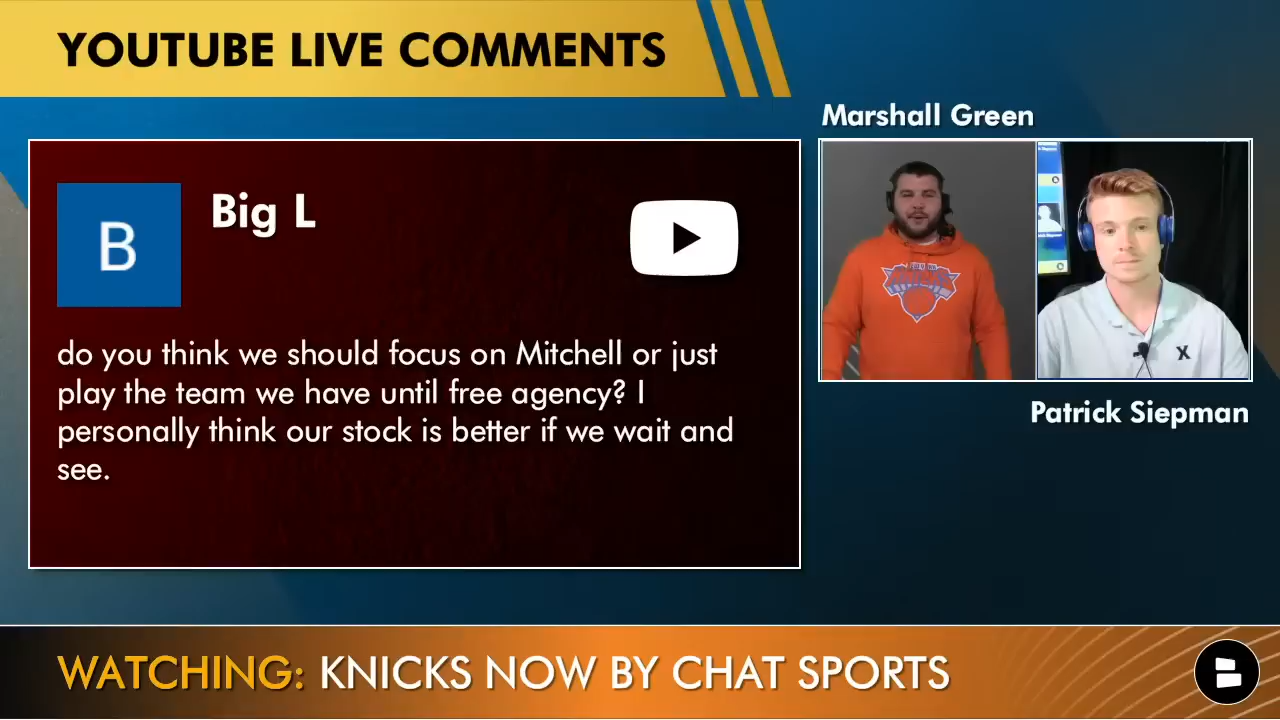 YOUTUBE LIVE COMMENTS
Marshall Green
B
Big L
do you think we should focus on Mitchell or just
play the team we have until free agency? I
personally think our stock is better if we wait and
see.
Patrick Siepman
WATCHING: KNICKS NOW BY CHAT SPORTS